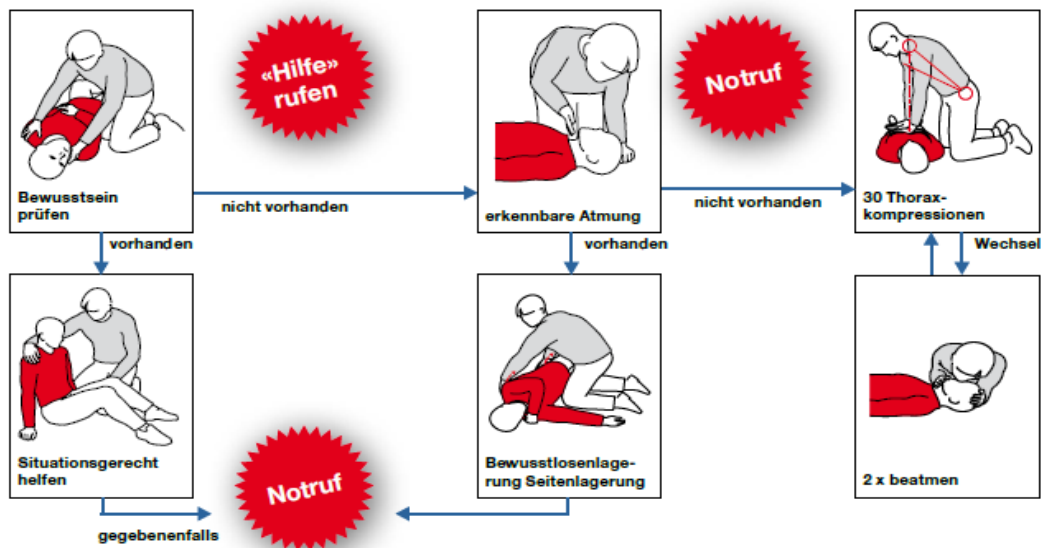 «Hilfe»
rufen
Notruf
Bewusstsein
prüfen
nicht vorhanden
erkennbare Atmung
nicht vorhanden
30 Thorax-
kompressionen
vorhanden
vorhanden
Wechsel
Situationsgerecht
helfen
Notruf
Bewusstlosenlage-
rung Seitenlagerung
2 x beatmen
gegebenenfalls